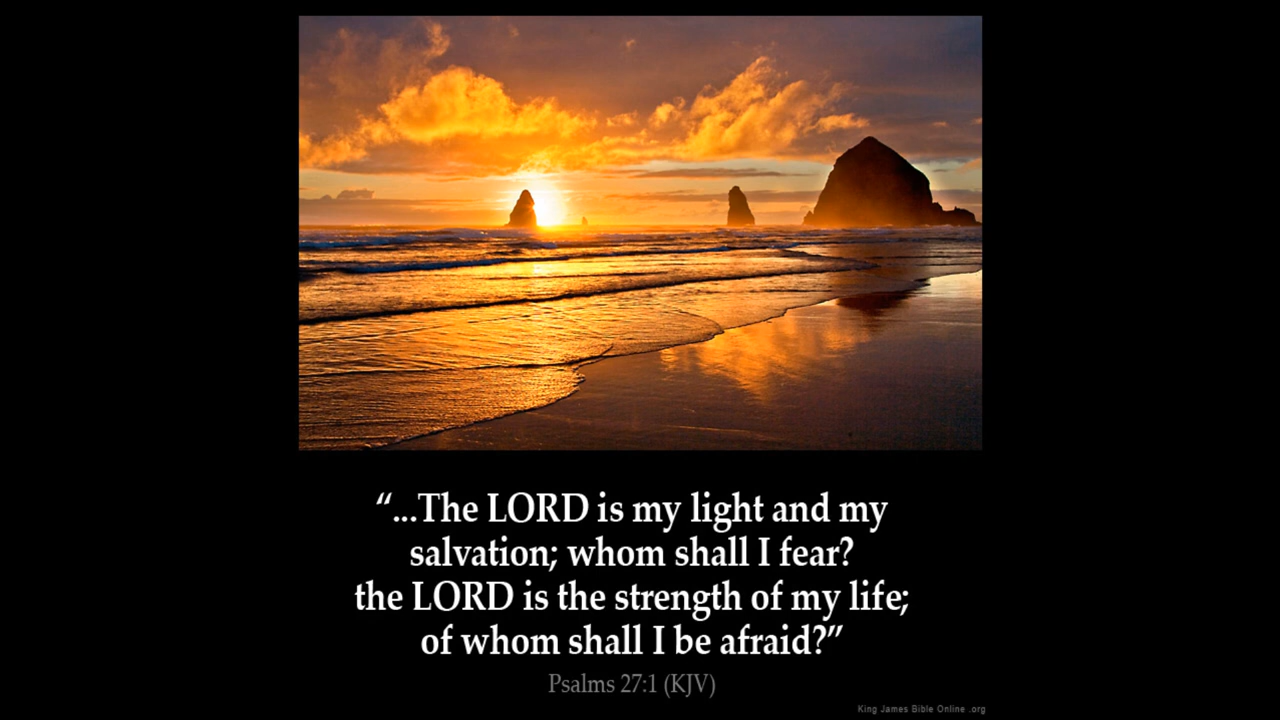 “...The LORD is my light and my
salvation; whom shall I fear?
the LORD is the strength of my life;
of whom shall I be afraid?”
Psalms 27:1 (KJV)
King James Bible Online .org